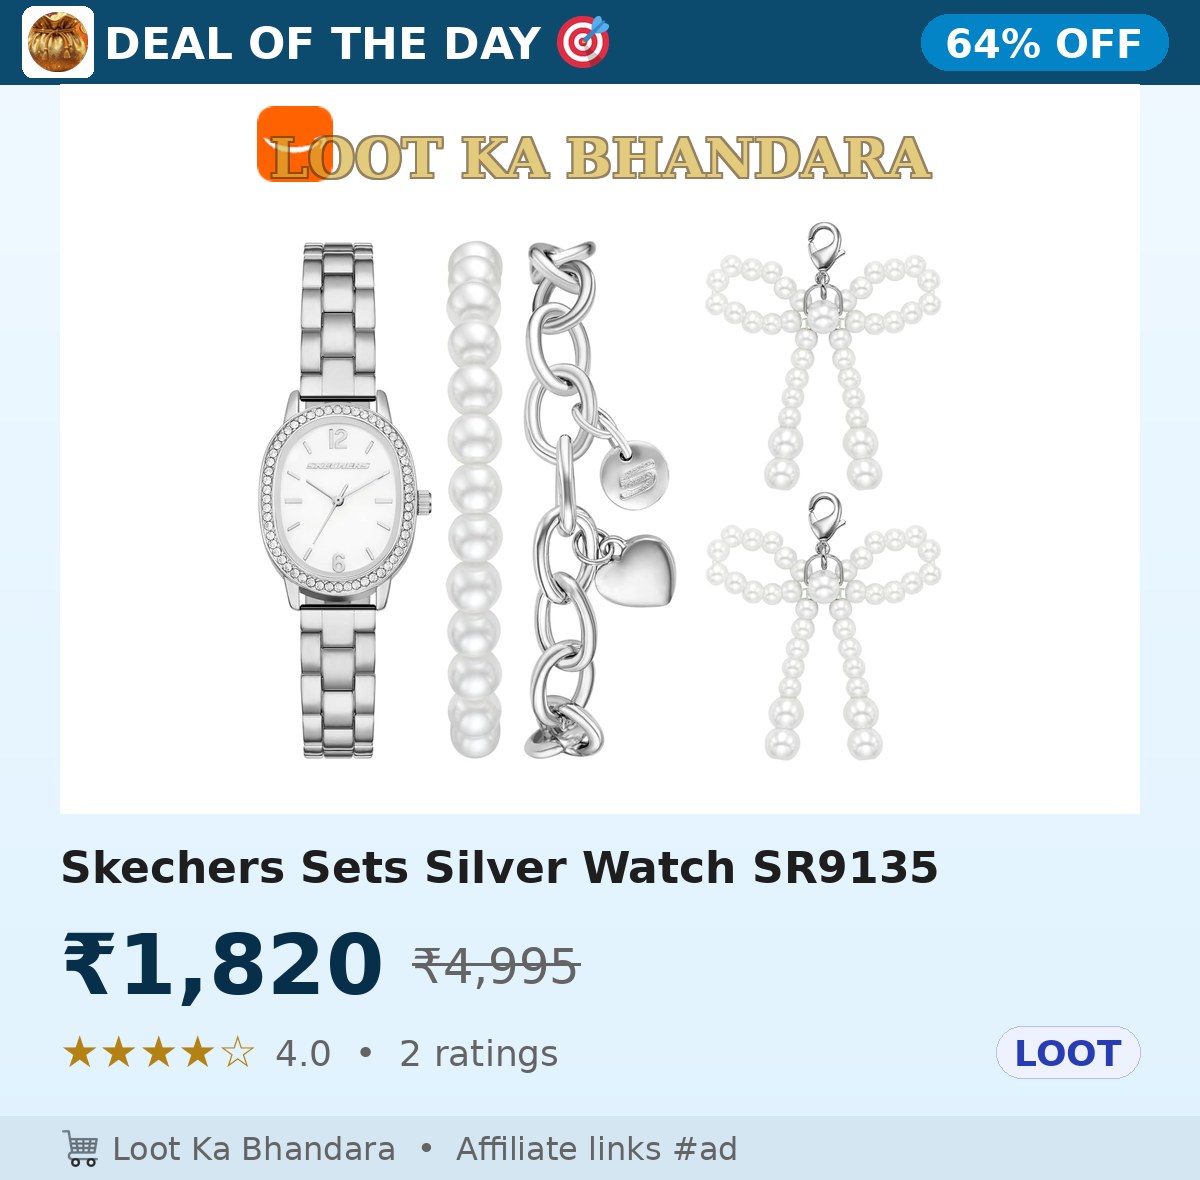 DEAL OF THE DAY 🎯
64% OFF
LOOT KA BHANDARA
12
SKECHERS
6
Skechers Sets Silver Watch SR9135
₹1,820 ₹4,995
★★★★☆ 4.0 • 2 ratings
LOOT
🛒 Loot Ka Bhandara • Affiliate links #ad